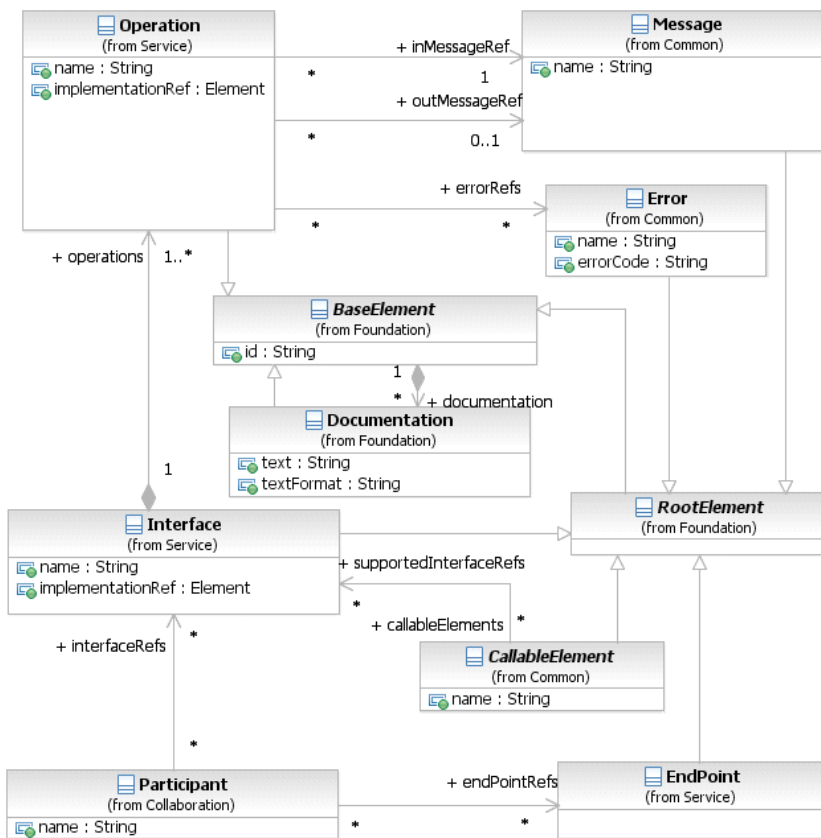 Operation
(from Service)
name : String
implementationRef : Element
+ inMessageRef
*
1
+ outMessageRef
*
0..1
Message
(from Common)
name : String
+ errorRefs
*
*
Error
(from Common)
name : String
errorCode : String
+ operations
1..*
BaseElement
(from Foundation)
id : String
1
*
+ documentation
Documentation
(from Foundation)
text : String
textFormat : String
1
Interface
(from Service)
name : String
implementationRef : Element
RootElement
(from Foundation)
+ supportedInterfaceRefs
*
*
+ callableElements
+ interfaceRefs
*
CallableElement
(from Common)
name : String
*
Participant
(from Collaboration)
name : String
+ endPointRefs
*
*
EndPoint
(from Service)